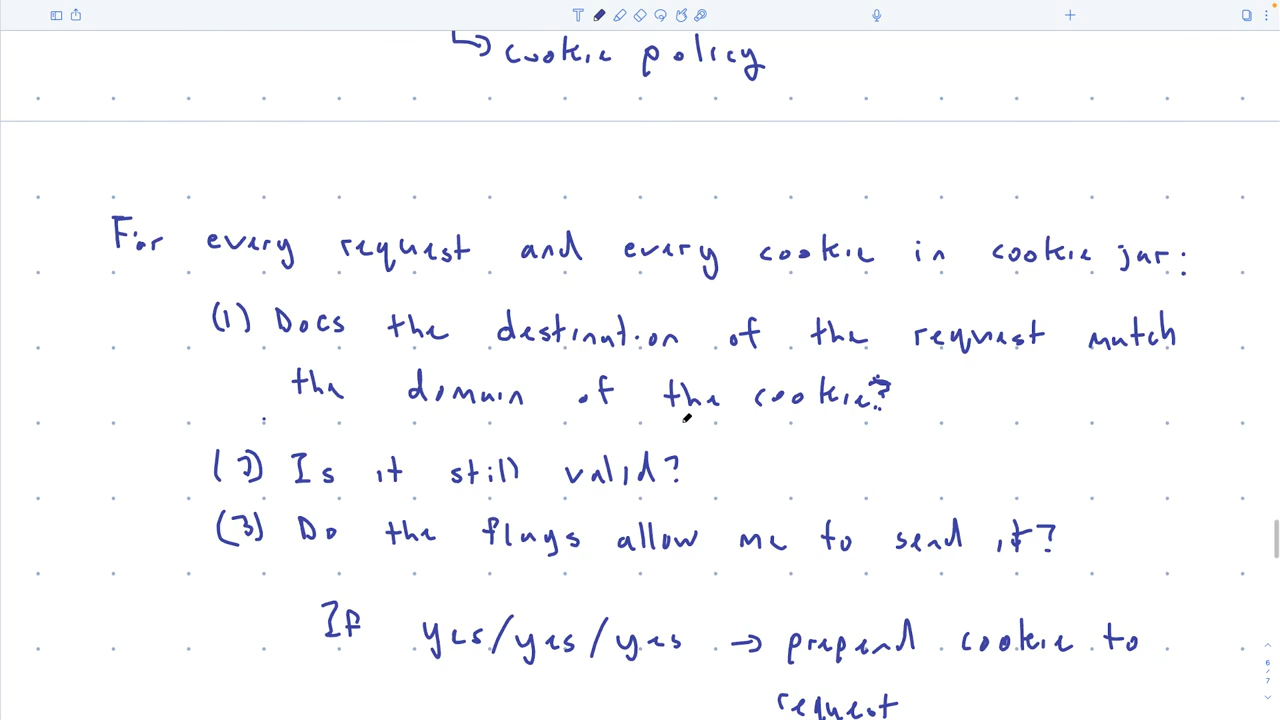 cookie policy
For every request and every cookie in cookie jar:
(1) Does the destination of the request match
the domain of the cookie?
(2) Is it still valid?
(3) Do the flags allow me to send it?
If yes/yes/yes → prepend cookie to
request
6
/
7